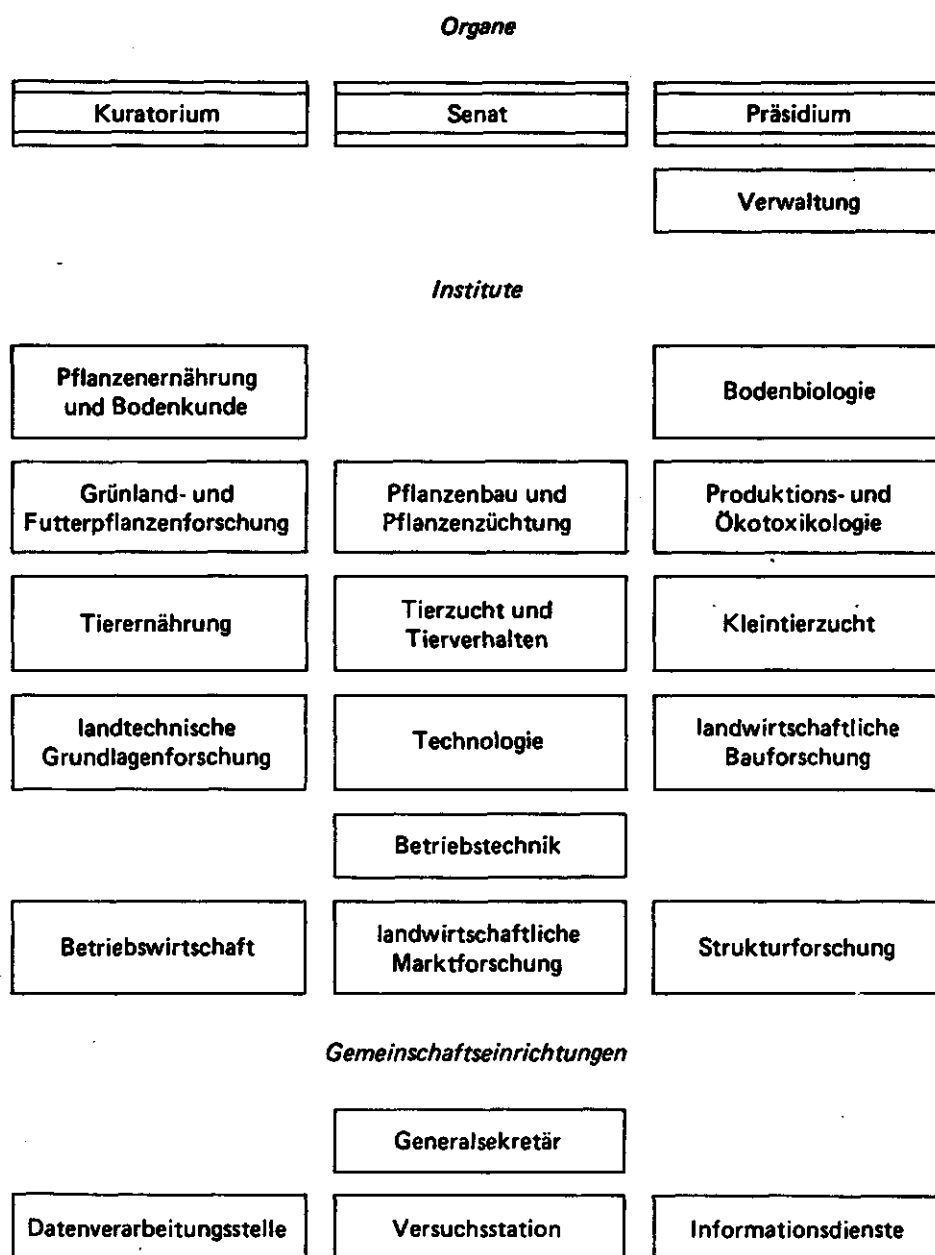 Organe
Kuratorium
Senat
Präsidium
Verwaltung
Institute
Pflanzenernährung
und Bodenkunde
Bodenbiologie
Grünland- und
Futterpflanzenforschung
Pflanzenbau und
Pflanzenzüchtung
Produktions- und
Ökotoxikologie
Tierernährung
Tierzucht und
Tierverhalten
Kleintierzucht
landtechnische
Grundlagenforschung
Technologie
landwirtschaftliche
Bauforschung
Betriebstechnik
Betriebswirtschaft
landwirtschaftliche
Marktforschung
Strukturforschung
Gemeinschaftseinrichtungen
Generalsekretär
Datenverarbeitungsstelle
Versuchsstation
Informationsdienste